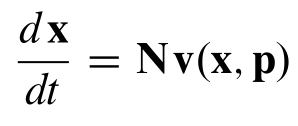 d𝐱/dt = 𝐍𝐯(𝐱, 𝐩)